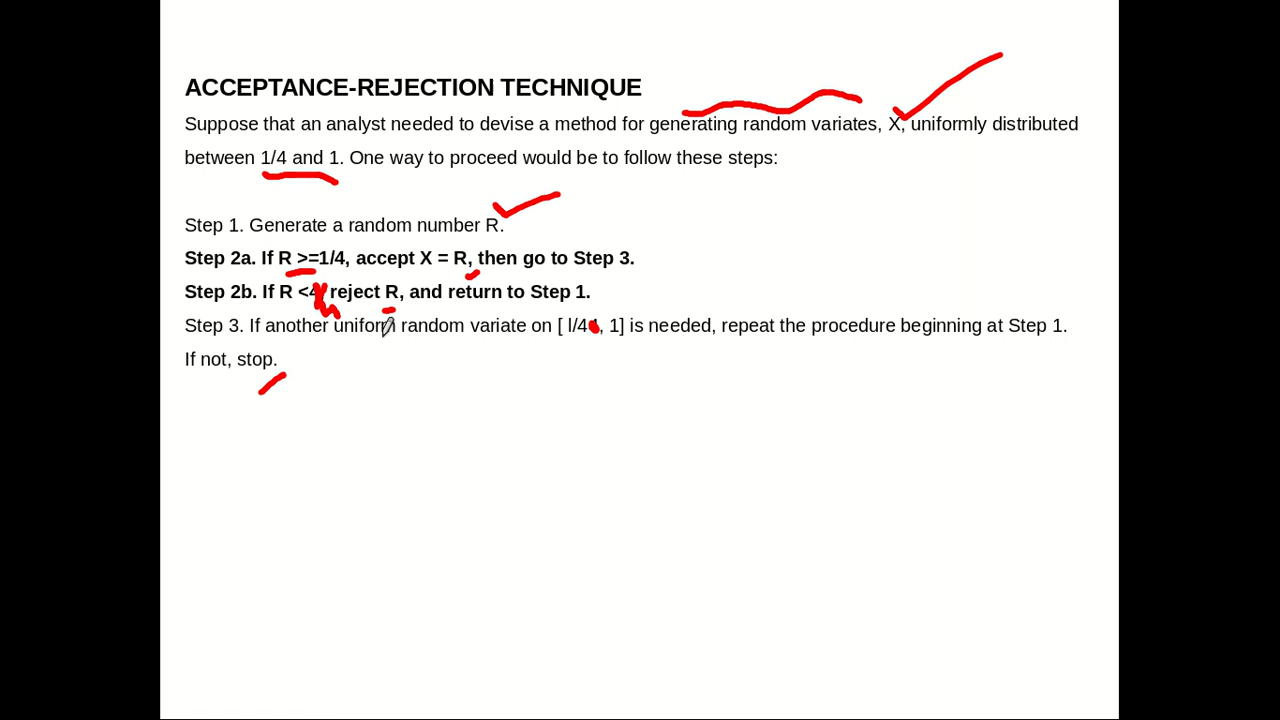 ACCEPTANCE-REJECTION TECHNIQUE
Suppose that an analyst needed to devise a method for generating random variates, X, uniformly distributed
between 1/4 and 1. One way to proceed would be to follow these steps:
Step 1. Generate a random number R.
Step 2a. If R >=1/4, accept X = R, then go to Step 3.
Step 2b. If R < reject R, and return to Step 1.
Step 3. If another uniform random variate on [ l/4 , 1] is needed, repeat the procedure beginning at Step 1.
If not, stop.